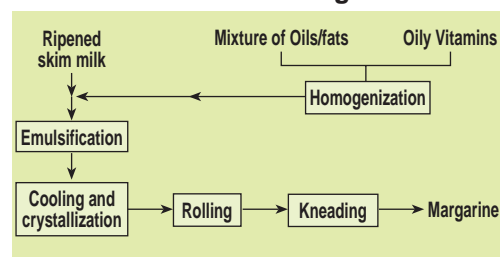 Ripened
skim milk
Mixture of Oils/fats
Oily Vitamins
Homogenization
Emulsification
Cooling and
crystallization
Rolling
Kneading
Margarine